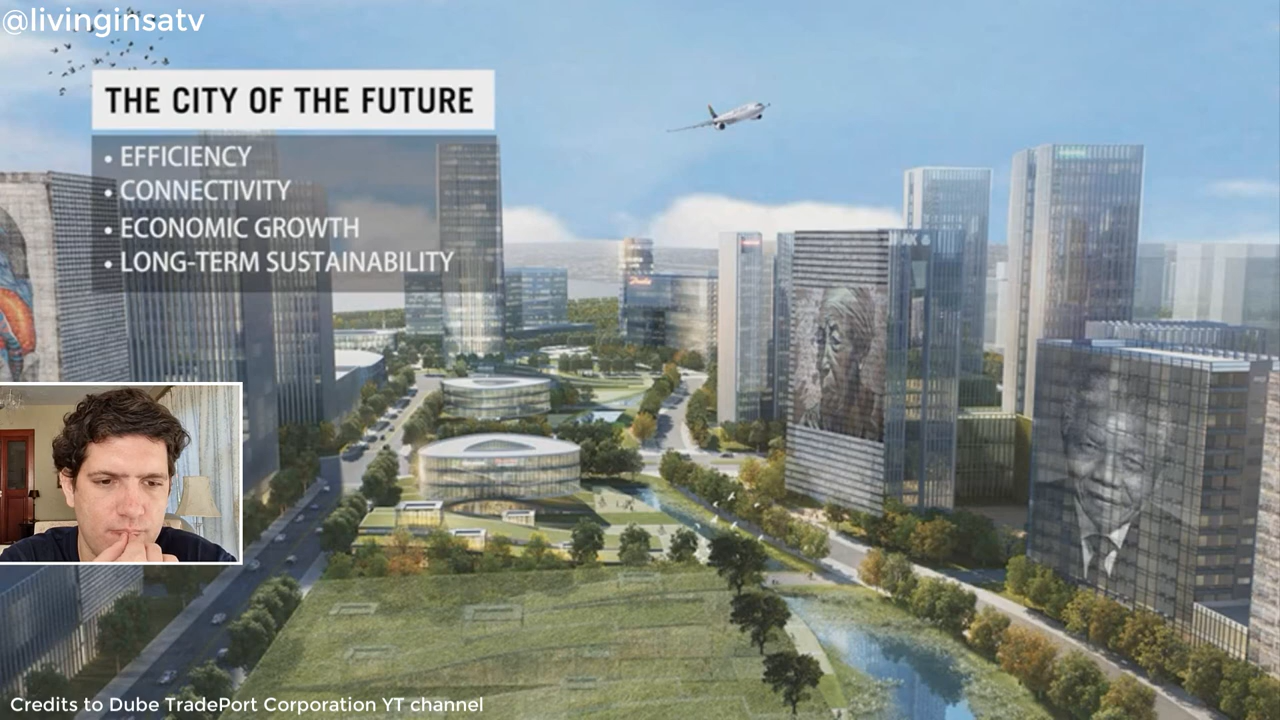 @livinginsatv
THE CITY OF THE FUTURE
• EFFICIENCY
• CONNECTIVITY
• ECONOMIC GROWTH
• LONG-TERM SUSTAINABILITY
Credits to Dube TradePort Corporation YT channel